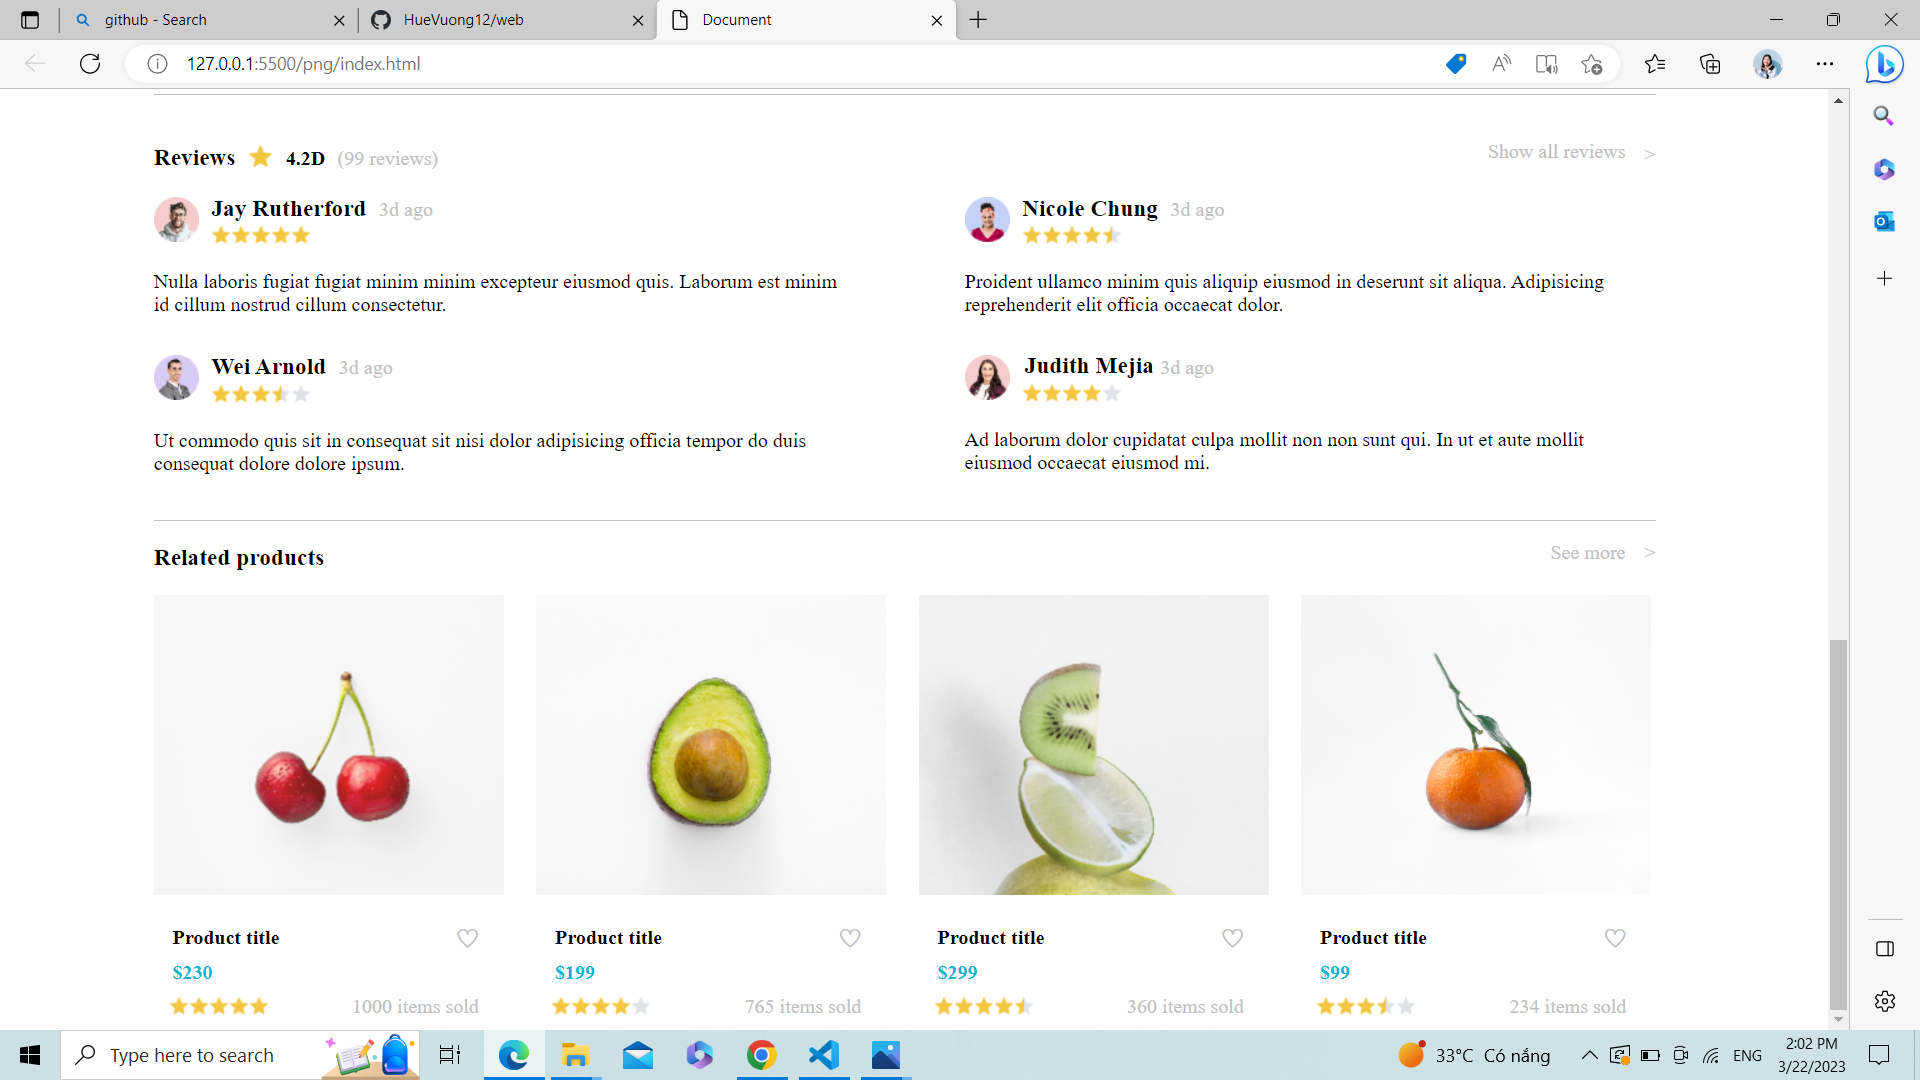 github - Search
HueVuong12/web
Document
127.0.0.1:5500/png/index.html
Reviews 4.2D (99 reviews)
Show all reviews >
Jay Rutherford 3d ago
Nulla laboris fugiat fugiat minim minim excepteur eiusmod quis. Laborum est minim
id cillum nostrud cillum consectetur.
Nicole Chung 3d ago
Proident ullamco minim quis aliquip eiusmod in deserunt sit aliqua. Adipisicing
reprehenderit elit officia occaecat dolor.
Wei Arnold 3d ago
Ut commodo quis sit in consequat sit nisi dolor adipisicing officia tempor do duis
consequat dolore dolore ipsum.
Judith Mejia 3d ago
Ad laborum dolor cupidatat culpa mollit non non sunt qui. In ut et aute mollit
eiusmod occaecat eiusmod mi.
Related products
See more >
Product title
$230
1000 items sold
Product title
$199
765 items sold
Product title
$299
360 items sold
Product title
$99
234 items sold
Type here to search
33°C Có nắng
ENG
2:02 PM
3/22/2023